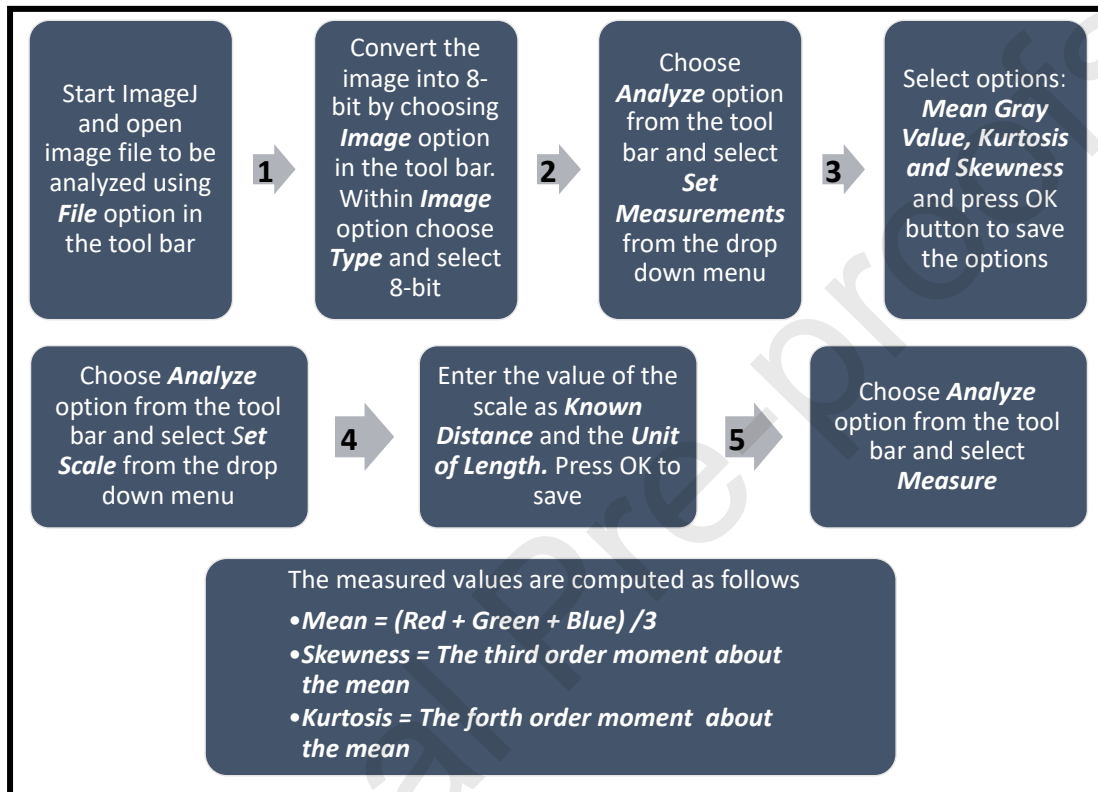 Start ImageJ
and open
image file to be
analyzed using
File option in
the tool bar
1
Convert the
image into 8-
bit by choosing
Image option
in the tool bar.
Within Image
option choose
Type and select
8-bit
2
Choose
Analyze option
from the tool
bar and select
Set
Measurements
from the drop
down menu
3
Select options:
Mean Gray
Value, Kurtosis
and Skewness
and press OK
button to save
the options
Choose Analyze
option from the tool
bar and select Set
Scale from the drop
down menu
4
Enter the value of the
scale as Known
Distance and the Unit
of Length. Press OK to
save
5
Choose Analyze
option from the tool
bar and select
Measure
The measured values are computed as follows
•Mean = (Red + Green + Blue) /3
•Skewness = The third order moment about
the mean
•Kurtosis = The forth order moment about
the mean
al Pre-proofs